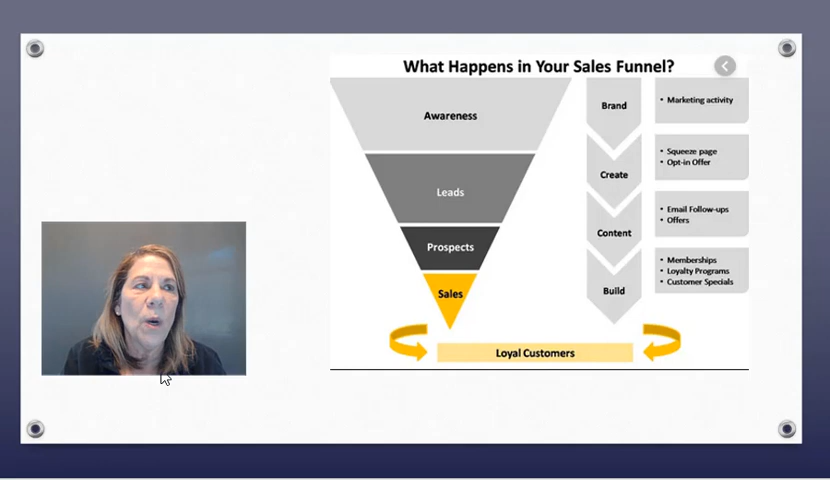 What Happens in Your Sales Funnel?
Awareness
Leads
Prospects
Sales
Brand
Create
Content
Build
• Marketing activity
• Squeeze page
• Opt-in Offer
• Email Follow-ups
• Offers
• Memberships
• Loyalty Programs
• Customer Specials
Loyal Customers